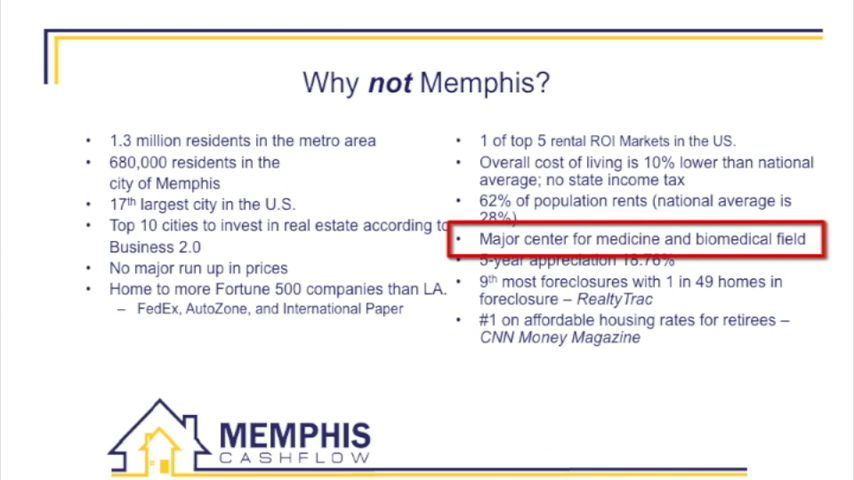 Why not Memphis?
• 1.3 million residents in the metro area
• 680,000 residents in the
city of Memphis
• 17th largest city in the U.S.
• Top 10 cities to invest in real estate according to
Business 2.0
• No major run up in prices
• Home to more Fortune 500 companies than LA.
– FedEx, AutoZone, and International Paper
• 1 of top 5 rental ROI Markets in the US.
• Overall cost of living is 10% lower than national
average; no state income tax
• 62% of population rents (national average is
28%)
• Major center for medicine and biomedical field
• 5-year appreciation 18.76%
• 9th most foreclosures with 1 in 49 homes in
foreclosure – RealtyTrac
• #1 on affordable housing rates for retirees –
CNN Money Magazine
MEMPHIS
CASHFLOW